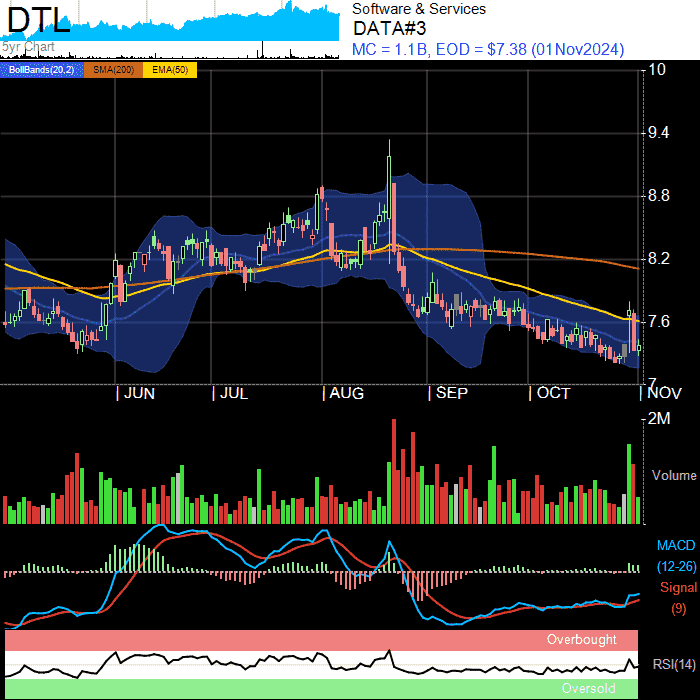 DTL
5yr Chart
Software & Services
DATA#3
MC = 1.1B, EOD = $7.38 (01Nov2024)
BollBands(20,2) SMA(200) EMA(50)
10
9.4
8.8
8.2
7.6
7
JUN JUL AUG SEP OCT NOV
2M
Volume
MACD
(12-26)
Signal
(9)
Overbought
RSI(14)
Oversold